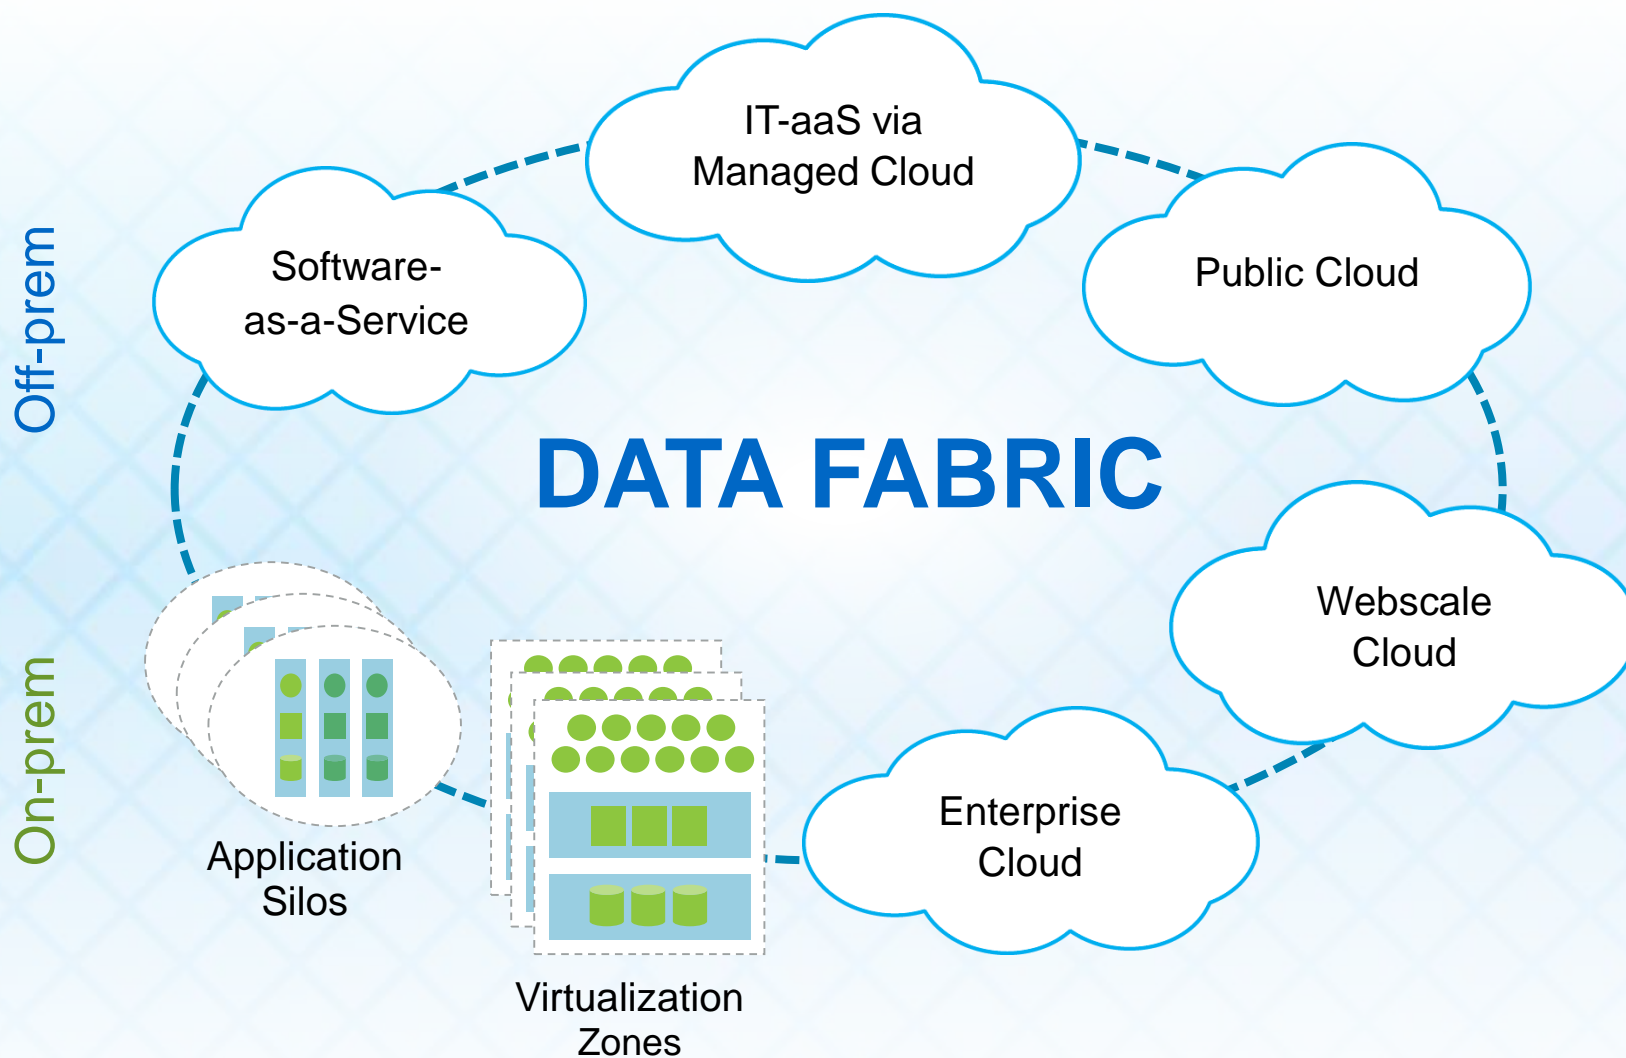 IT-aaS via
Managed Cloud
Software-
as-a-Service
Public Cloud
Off-prem
DATA FABRIC
Webscale
Cloud
On-prem
Enterprise
Cloud
Application
Silos
Virtualization
Zones